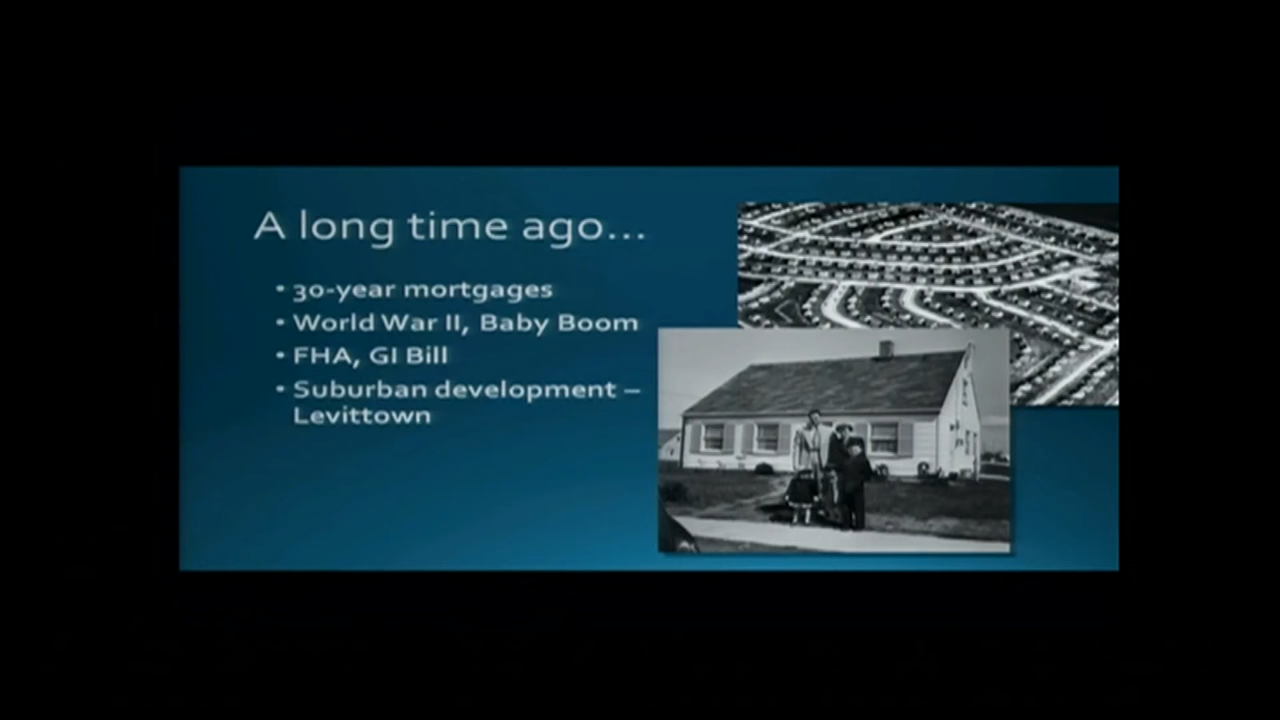 A long time ago...
• 30-year mortgages
• World War II, Baby Boom
• FHA, GI Bill
• Suburban development –
Levittown